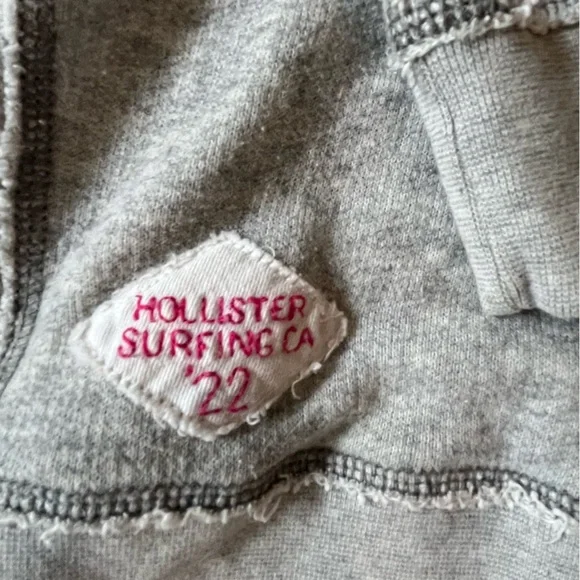 HOLLISTER
SURFING CA
'22